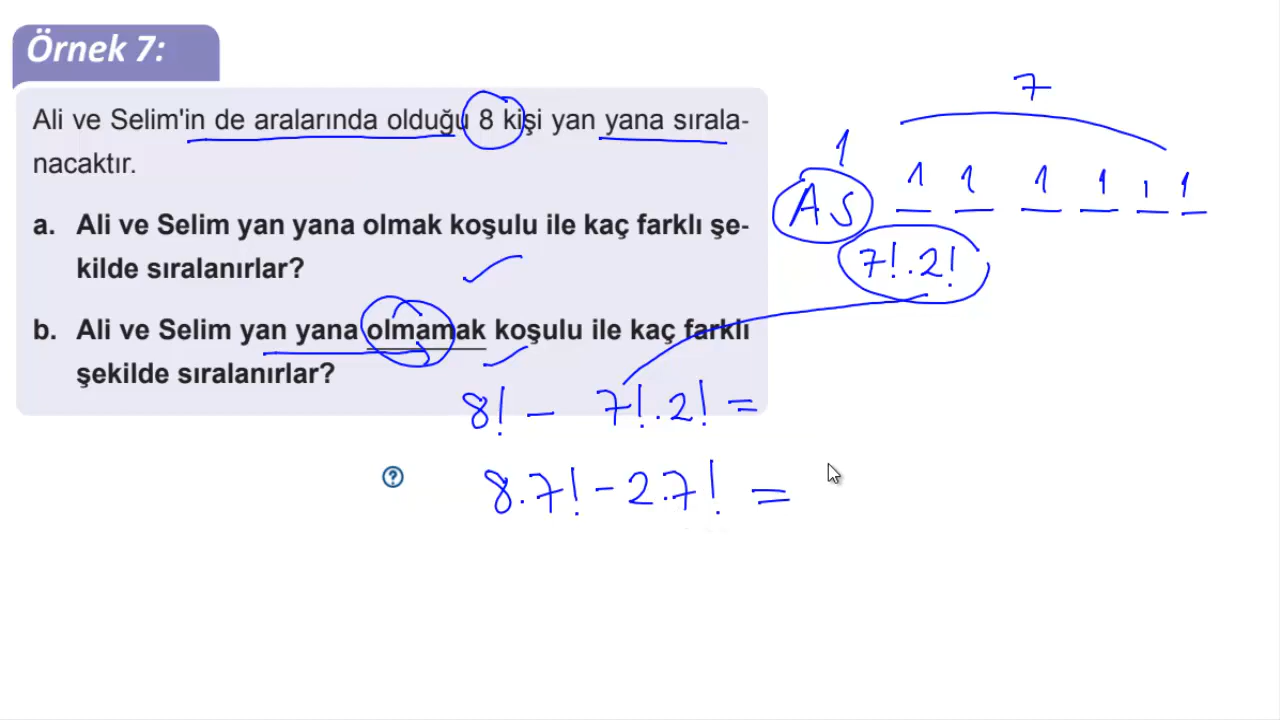 Örnek 7:
Ali ve Selim'in de aralarında olduğu 8 kişi yan yana sırala-
nacaktır.
a. Ali ve Selim yan yana olmak koşulu ile kaç farklı şe-
kilde sıralanırlar?
b. Ali ve Selim yan yana olmamak koşulu ile kaç farklı
şekilde sıralanırlar?
7
1
AS 1 1 1 1 1 1
7!.2!
8! - 7!.2! =
8.7! - 2.7! =
?